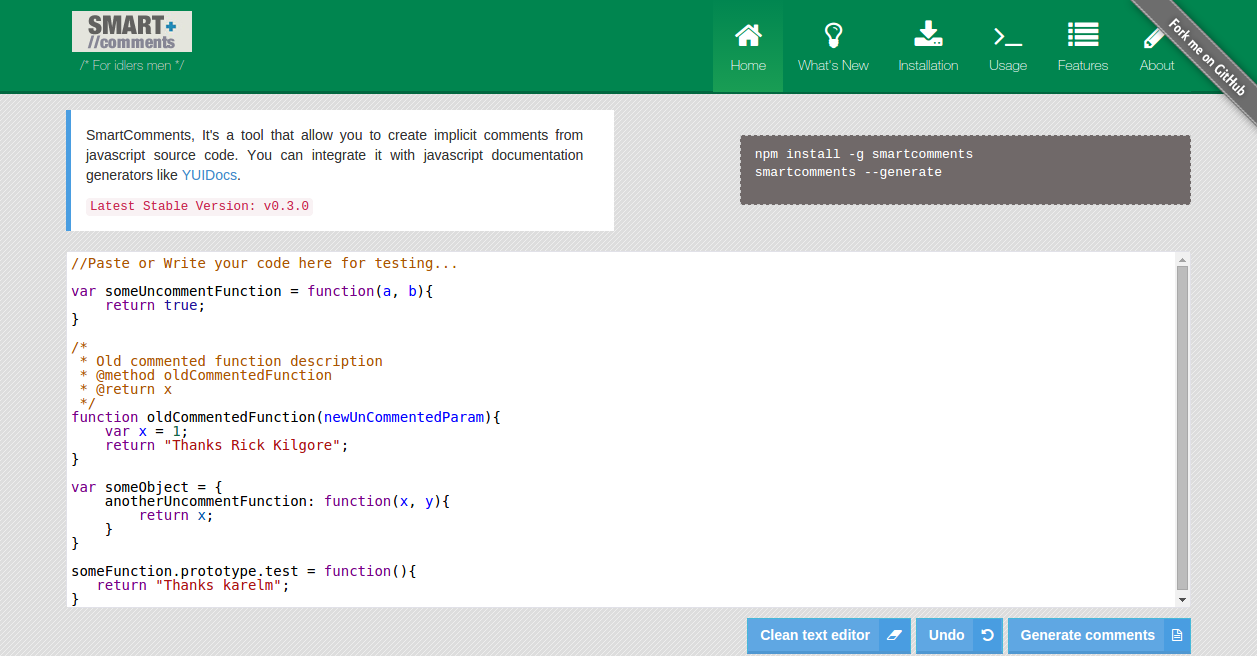 SMART+
//comments
/* For idlers men */
Home
What's New
Installation
Usage
Features
About
Fork me on GitHub
SmartComments, It's a tool that allow you to create implicit comments from
javascript source code. You can integrate it with javascript documentation
generators like YUIDocs.
Latest Stable Version: v0.3.0
npm install -g smartcomments
smartcomments --generate
//Paste or Write your code here for testing...
var someUncommentFunction = function(a, b){
    return true;
}
/*
 * Old commented function description
 * @method oldCommentedFunction
 * @return x
 */
function oldCommentedFunction(newUnCommentedParam){
    var x = 1;
    return "Thanks Rick Kilgore";
}
var someObject = {
    anotherUncommentFunction: function(x, y){
        return x;
    }
}
someFunction.prototype.test = function(){
   return "Thanks karelm";
}
Clean text editor
Undo
Generate comments